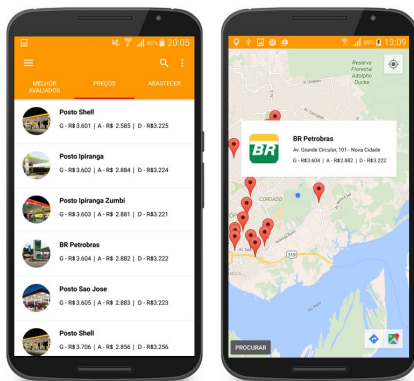 80% 20:05
MELHOR AVALIADOS
PREÇOS
ABASTECER
Posto Shell
G - R$ 3.601 | A - R$ 2.585 | D - R$3.225
Posto Ipiranga
G - R$ 3.602 | A - R$ 2.884 | D - R$3.224
Posto Ipiranga Zumbi
G - R$ 3.603 | A - R$ 2.881 | D - R$3.221
BR Petrobras
G - R$ 3.604 | A - R$ 2.882 | D - R$3.222
Posto Sao Jose
G - R$ 3.605 | A - R$ 2.883 | D - R$3.223
Posto Shell
G - R$ 3.706 | A - R$ 2.856 | D - R$3.256
13:09
Reserva
Florestal
Adolpho
Ducke
BR
BR Petrobras
Av. Grande Circular, 101 - Nova Cidade
G - R$3.604 | A - R$2.882 | D - R$3.222
COROADO
319
PROCURAR